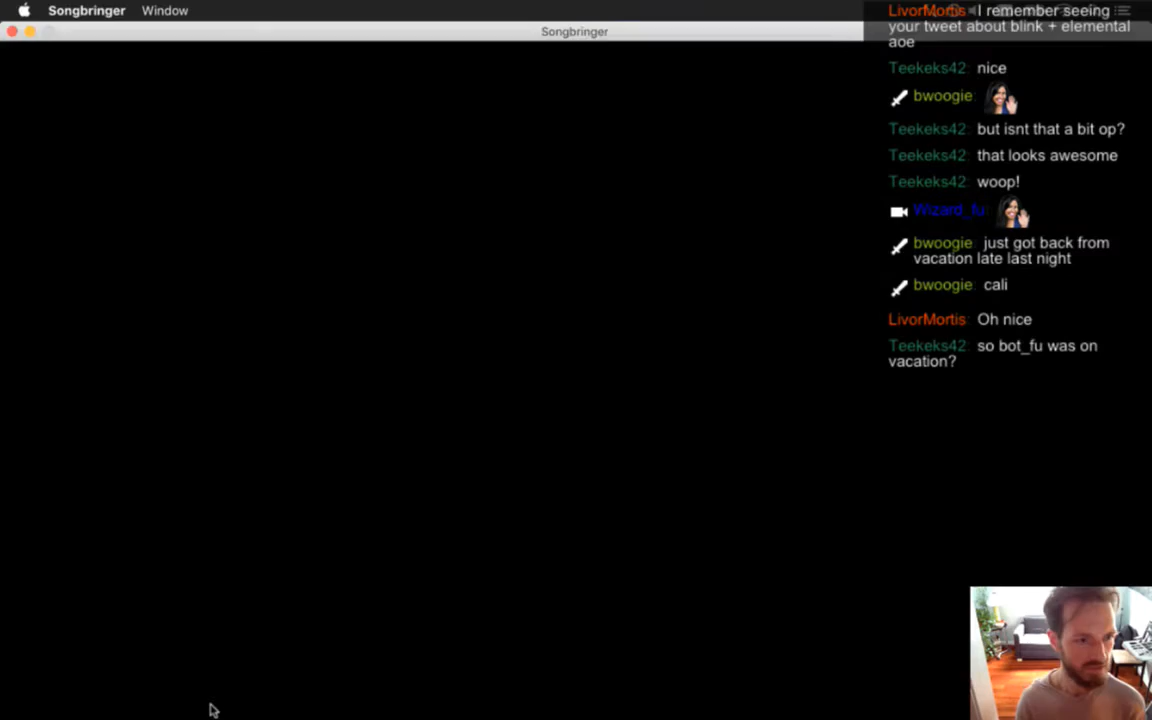 Songbringer Window
Songbringer
LivorMortis: I remember seeing
your tweet about blink + elemental
aoe
Teekeks42: nice
bwoogie:
Teekeks42: but isnt that a bit op?
Teekeks42: that looks awesome
Teekeks42: woop!
Wizard_fu:
bwoogie: just got back from
vacation late last night
bwoogie: cali
LivorMortis: Oh nice
Teekeks42: so bot_fu was on
vacation?